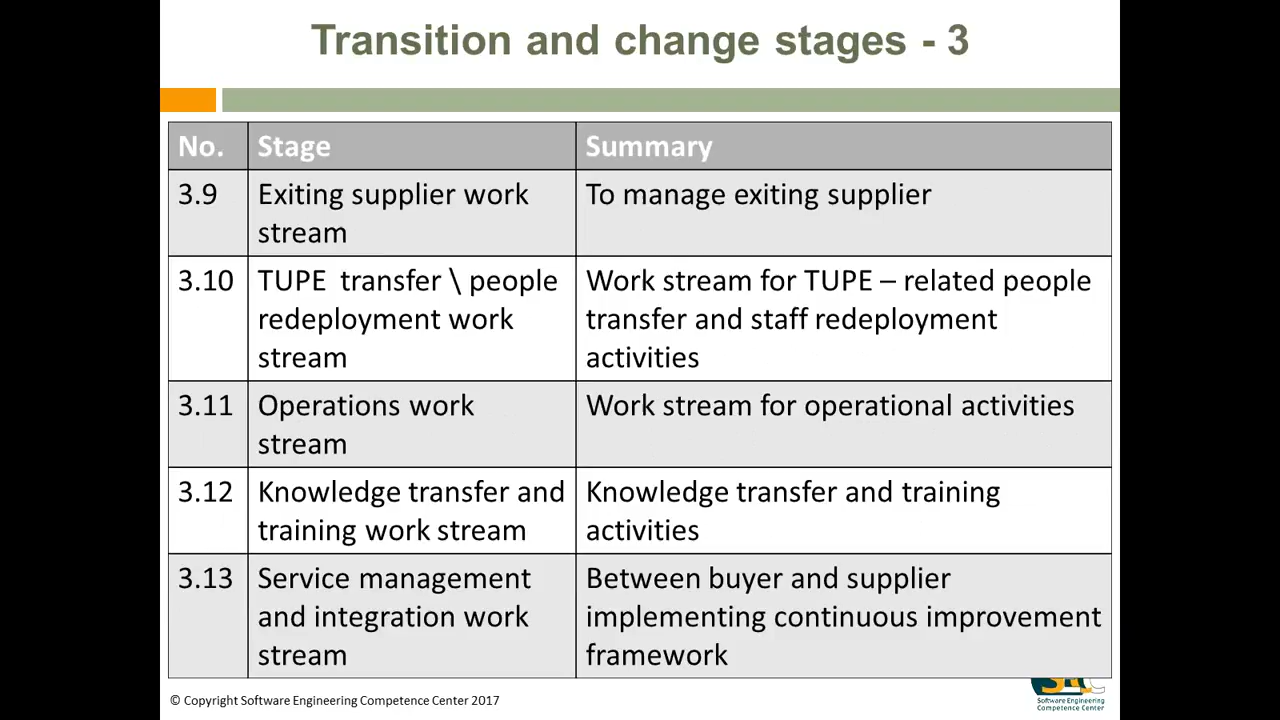 Transition and change stages - 3
No. Stage Summary
3.9 Exiting supplier work To manage exiting supplier
stream
3.10 TUPE transfer \ people Work stream for TUPE – related people
redeployment work transfer and staff redeployment
stream activities
3.11 Operations work Work stream for operational activities
stream
3.12 Knowledge transfer and Knowledge transfer and training
training work stream activities
3.13 Service management Between buyer and supplier
and integration work implementing continuous improvement
stream framework
© Copyright Software Engineering Competence Center 2017
Software Engineering
Competence Center